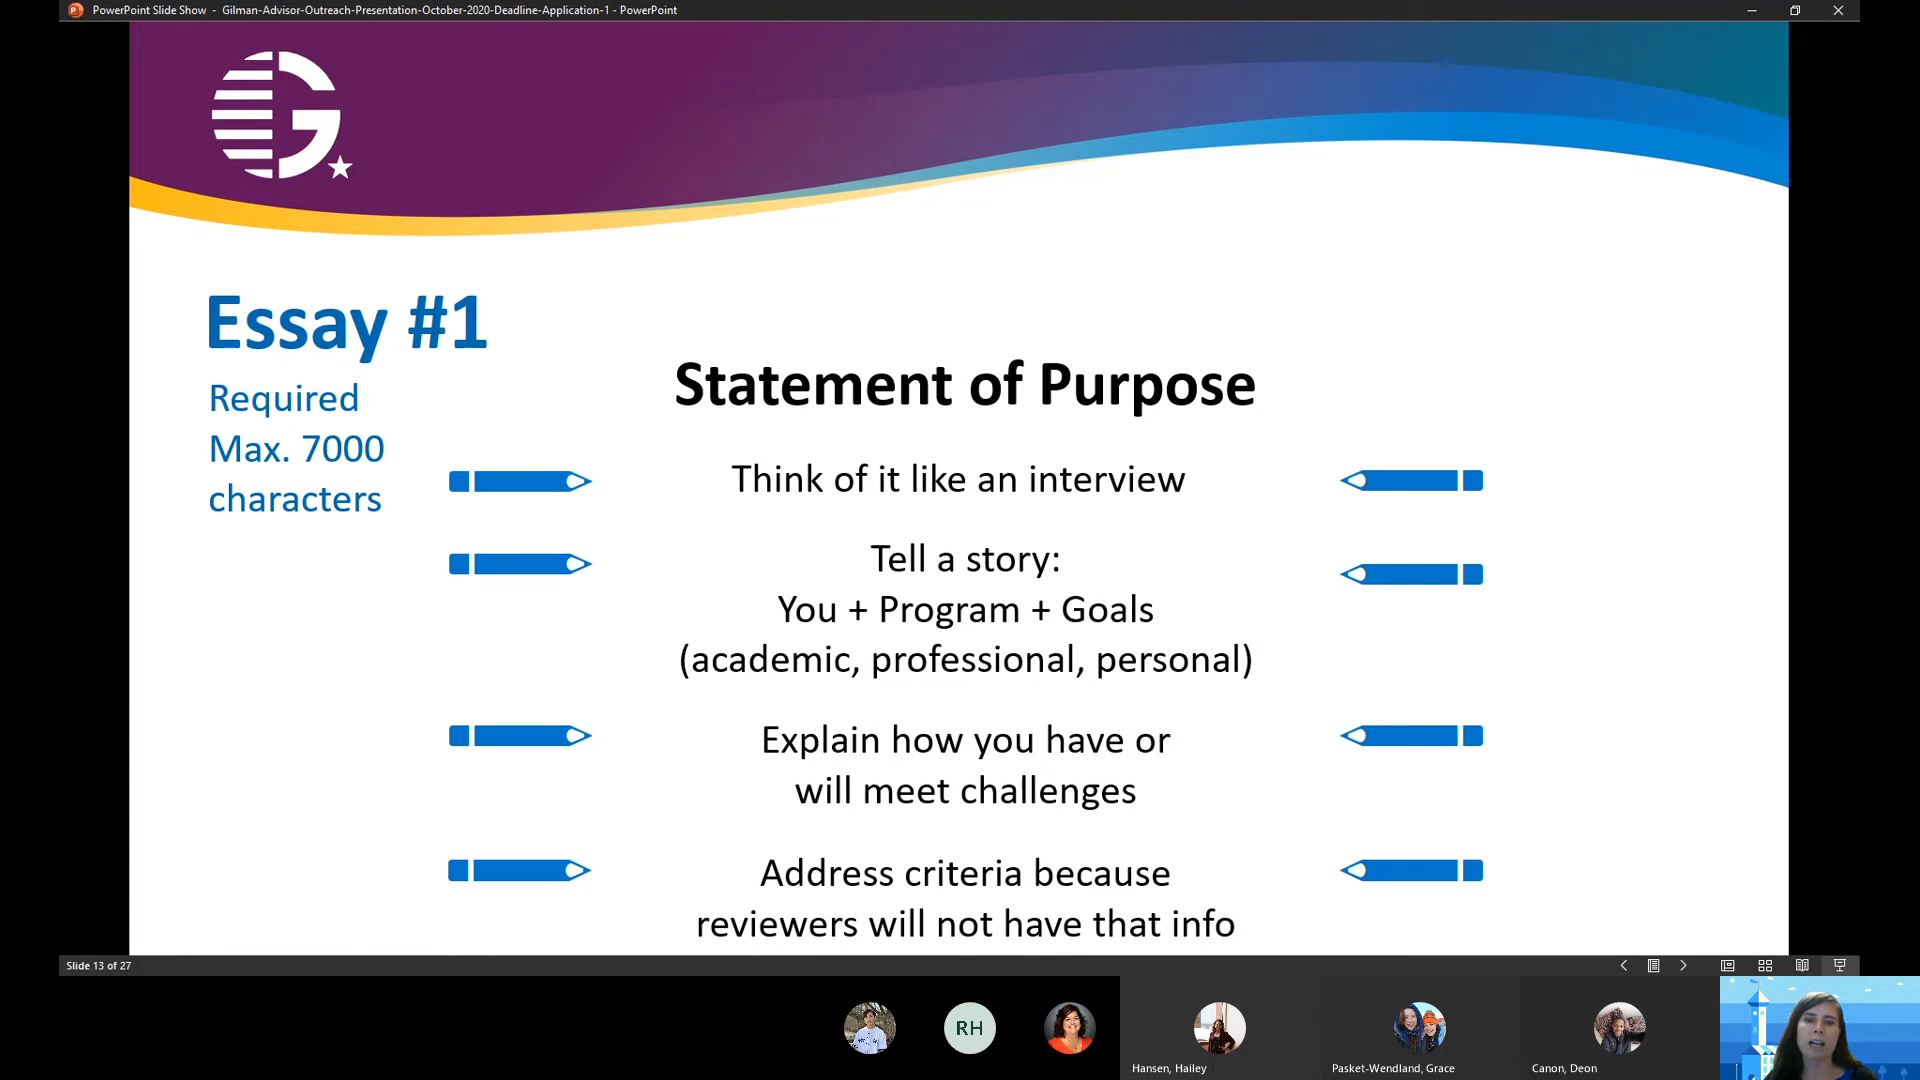 PowerPoint Slide Show - Gilman-Advisor-Outreach-Presentation-October-2020-Deadline-Application-1 - PowerPoint
G
Essay #1
Required
Max. 7000
characters
Statement of Purpose
Think of it like an interview
Tell a story:
You + Program + Goals
(academic, professional, personal)
Explain how you have or
will meet challenges
Address criteria because
reviewers will not have that info
Slide 13 of 27
RH
Hansen, Hailey
Pasket-Wendland, Grace
Canon, Deon